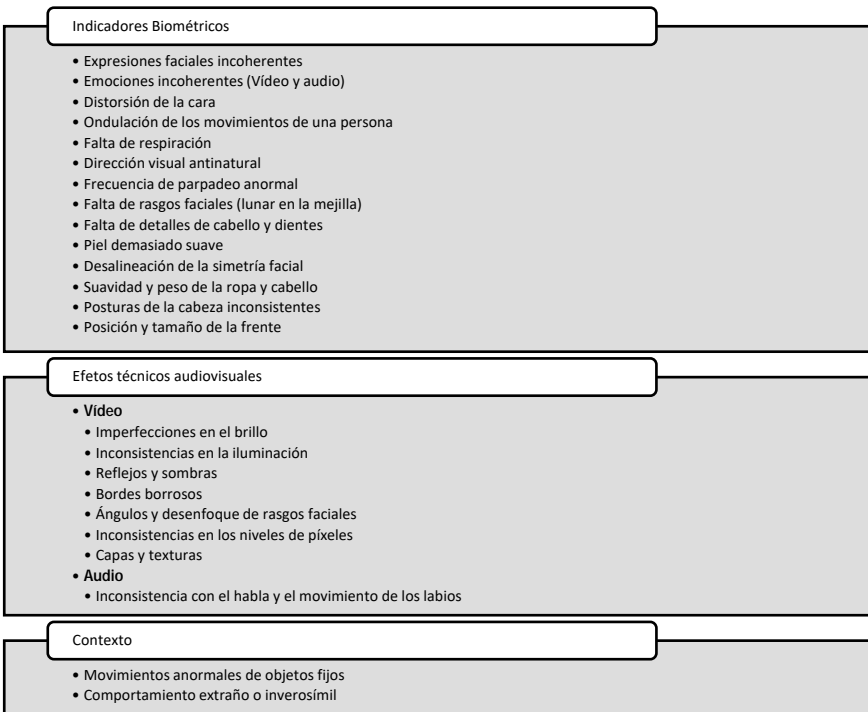 Indicadores Biométricos
• Expresiones faciales incoherentes
• Emociones incoherentes (Vídeo y audio)
• Distorsión de la cara
• Ondulación de los movimientos de una persona
• Falta de respiración
• Dirección visual antinatural
• Frecuencia de parpadeo anormal
• Falta de rasgos faciales (lunar en la mejilla)
• Falta de detalles de cabello y dientes
• Piel demasiado suave
• Desalineación de la simetría facial
• Suavidad y peso de la ropa y cabello
• Posturas de la cabeza inconsistentes
• Posición y tamaño de la frente
Efetos técnicos audiovisuales
• Vídeo
• Imperfecciones en el brillo
• Inconsistencias en la iluminación
• Reflejos y sombras
• Bordes borrosos
• Ángulos y desenfoque de rasgos faciales
• Inconsistencias en los niveles de píxeles
• Capas y texturas
• Audio
• Inconsistencia con el habla y el movimiento de los labios
Contexto
• Movimientos anormales de objetos fijos
• Comportamiento extraño o inverosímil